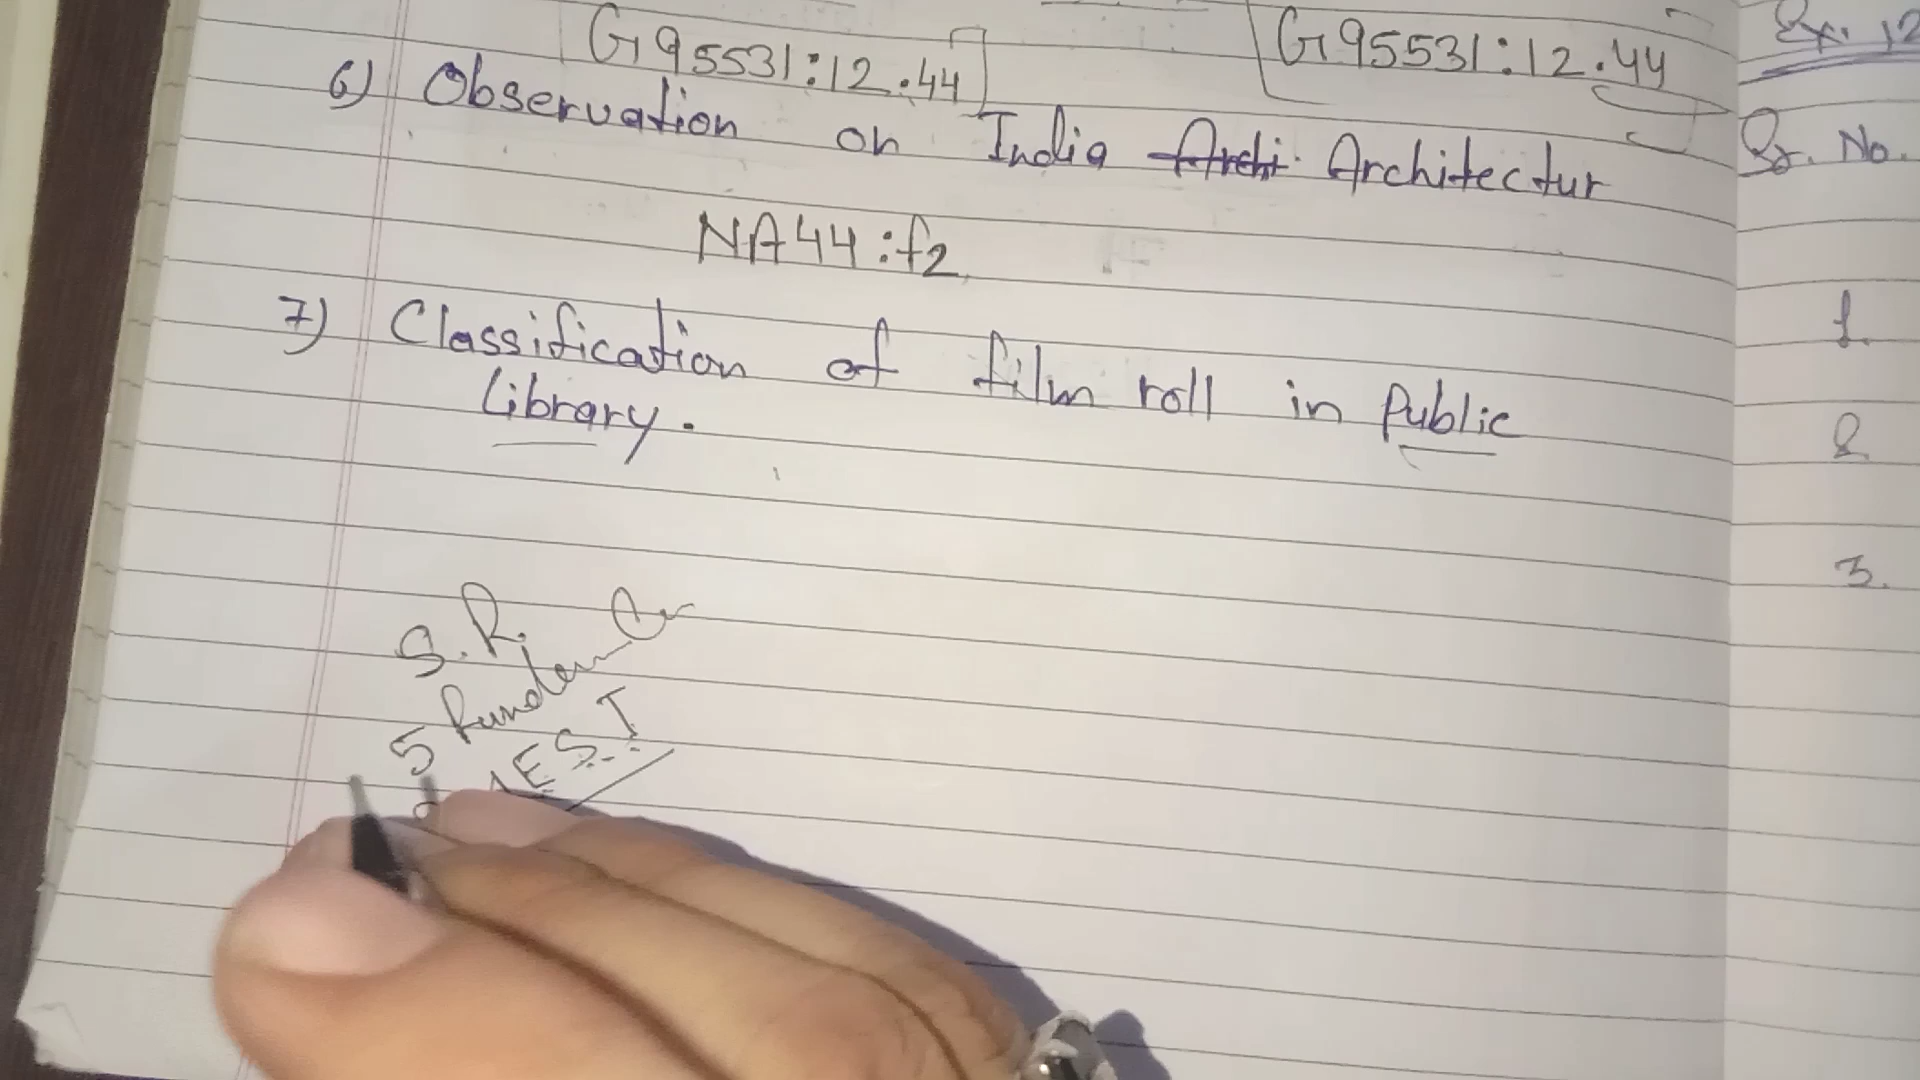 G95531:12.44
G95531:12.44
6) Observation on India Archi Architectur
NA44:f2
7) Classification of film roll in Public
Library.
S.R.
5
M.E.S.T
Sr. No.
1.
2.
3.